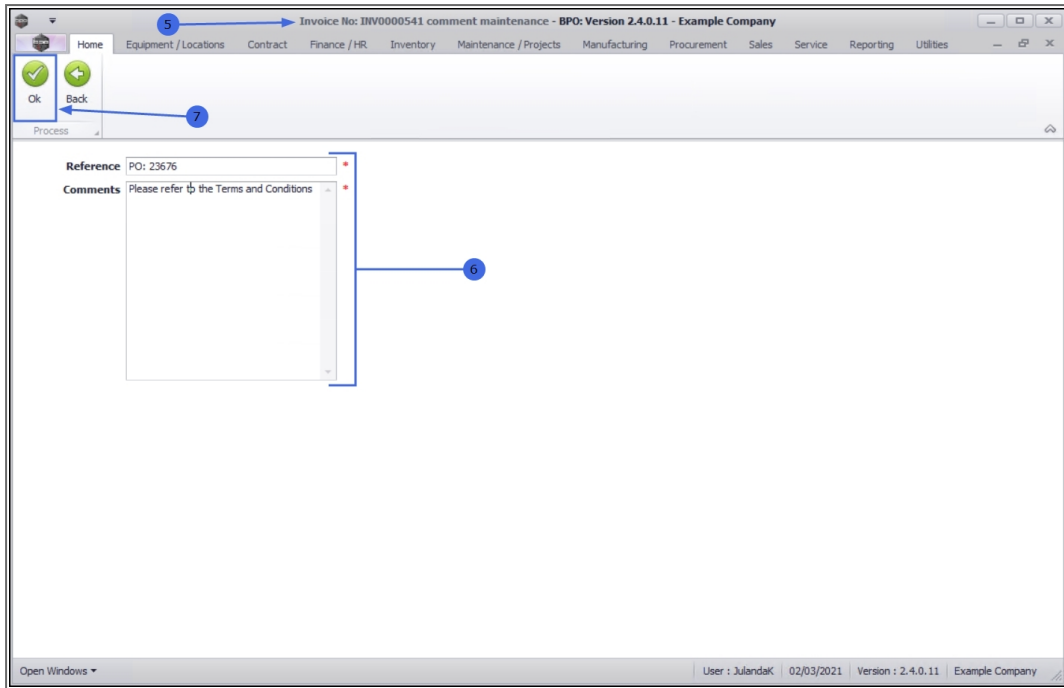 5
Invoice No: INV0000541 comment maintenance - BPO: Version 2.4.0.11 - Example Company
Home Equipment / Locations Contract Finance / HR Inventory Maintenance / Projects Manufacturing Procurement Sales Service Reporting Utilities
Ok Back
7
Process
Reference PO: 23676 *
Comments Please refer to the Terms and Conditions *
6
Open Windows User : JulandaK 02/03/2021 Version : 2.4.0.11 Example Company